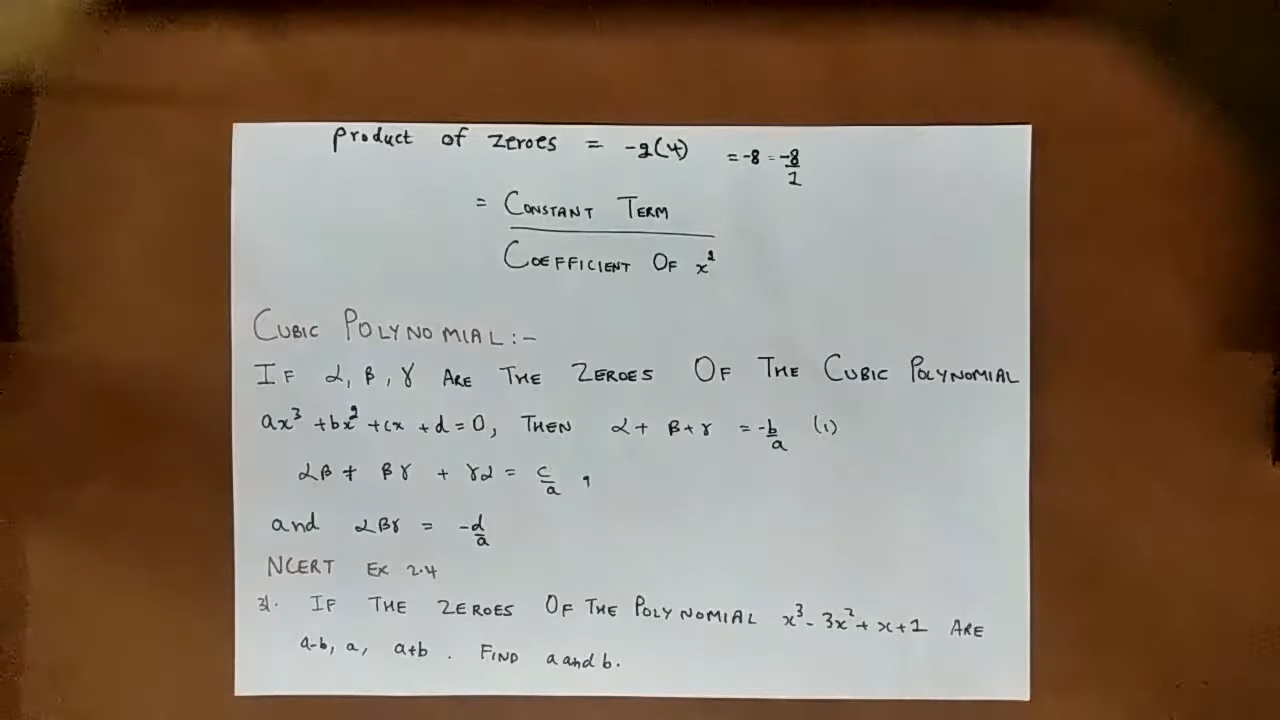 product of zeroes = -2(4) = -8 = -8/1
= CONSTANT TERM / COEFFICIENT OF x²
CUBIC POLYNOMIAL:-
IF α, β, γ ARE THE ZEROES OF THE CUBIC POLYNOMIAL
ax³ + bx² + cx + d = 0, THEN α + β + γ = -b/a (1)
αβ + βγ + γα = c/a ,
and αβγ = -d/a
NCERT EX 2.4
3. IF THE ZEROES OF THE POLYNOMIAL x³ - 3x² + x + 1 ARE
a-b, a, a+b. FIND a and b.